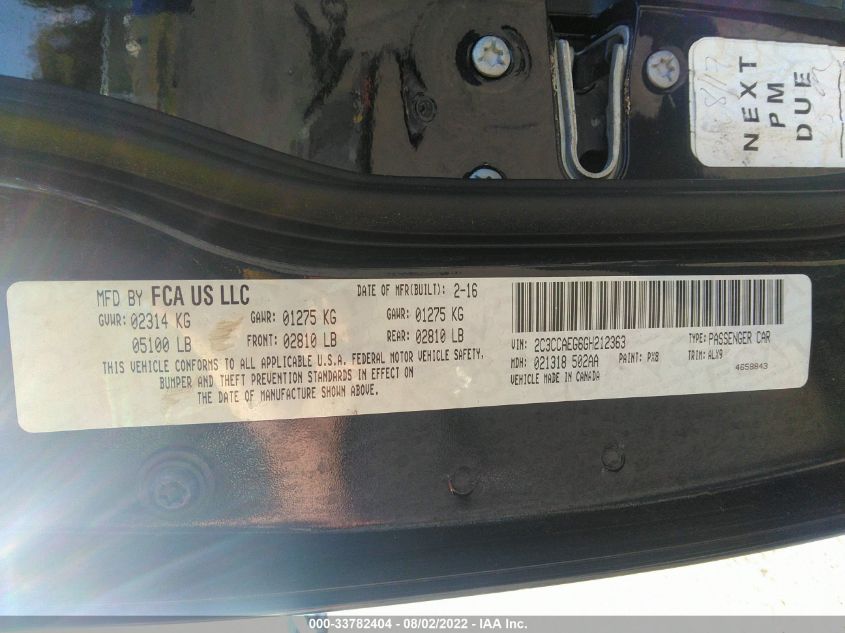 NEXT
PM
DUE
MFD BY FCA US LLC
DATE OF MFR(BUILT): 2-16
GVWR: 02314 KG GAWR: 01275 KG GAWR: 01275 KG
05100 LB FRONT: 02810 LB REAR: 02810 LB
THIS VEHICLE CONFORMS TO ALL APPLICABLE U.S.A. FEDERAL MOTOR VEHICLE SAFETY,
BUMPER AND THEFT PREVENTION STANDARDS IN EFFECT ON
THE DATE OF MANUFACTURE SHOWN ABOVE.
VIN: 2C3CCAEG6GH212363 TYPE: PASSENGER CAR
MDH: 021318 502AA PAINT: PX8 TRIM: ALX9
VEHICLE MADE IN CANADA 4658843
000-33782404 - 08/02/2022 - IAA Inc.